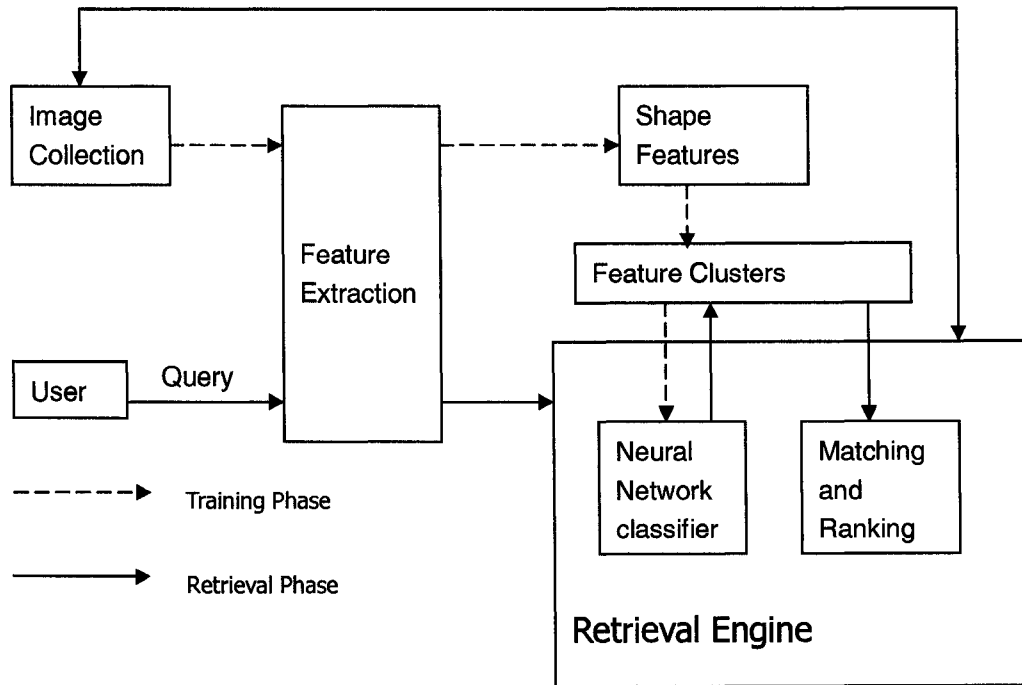 Image
Collection
Shape
Features
Feature
Extraction
Feature Clusters
User
Query
Neural
Network
classifier
Matching
and
Ranking
Training Phase
Retrieval Phase
Retrieval Engine